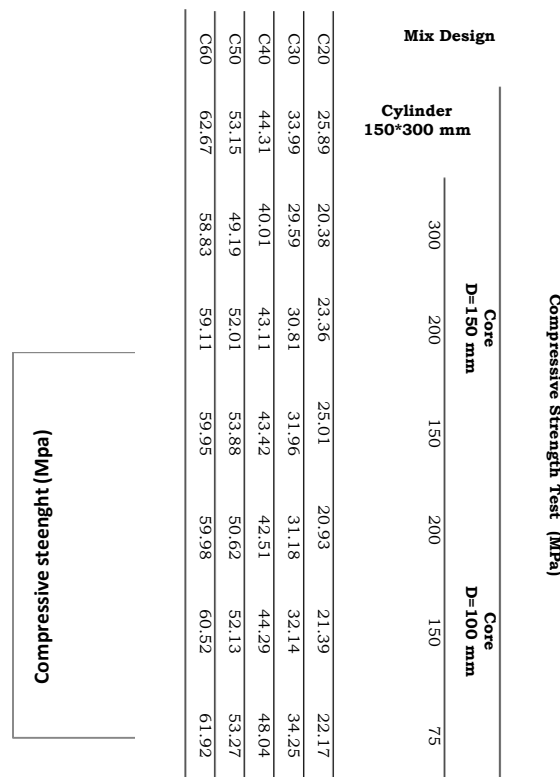 Compressive Strength Test (MPa)
Mix Design
Cylinder
150*300 mm
Core
D=150 mm
Core
D=100 mm
300 200 150 200 150 75
C20 25.89 20.38 23.36 25.01 20.93 21.39 22.17
C30 33.99 29.59 30.81 31.96 31.18 32.14 34.25
C40 44.31 40.01 43.11 43.42 42.51 44.29 48.04
C50 53.15 49.19 52.01 53.88 50.62 52.13 53.27
C60 62.67 58.83 59.11 59.95 59.98 60.52 61.92
Compressive steenght (Mpa)